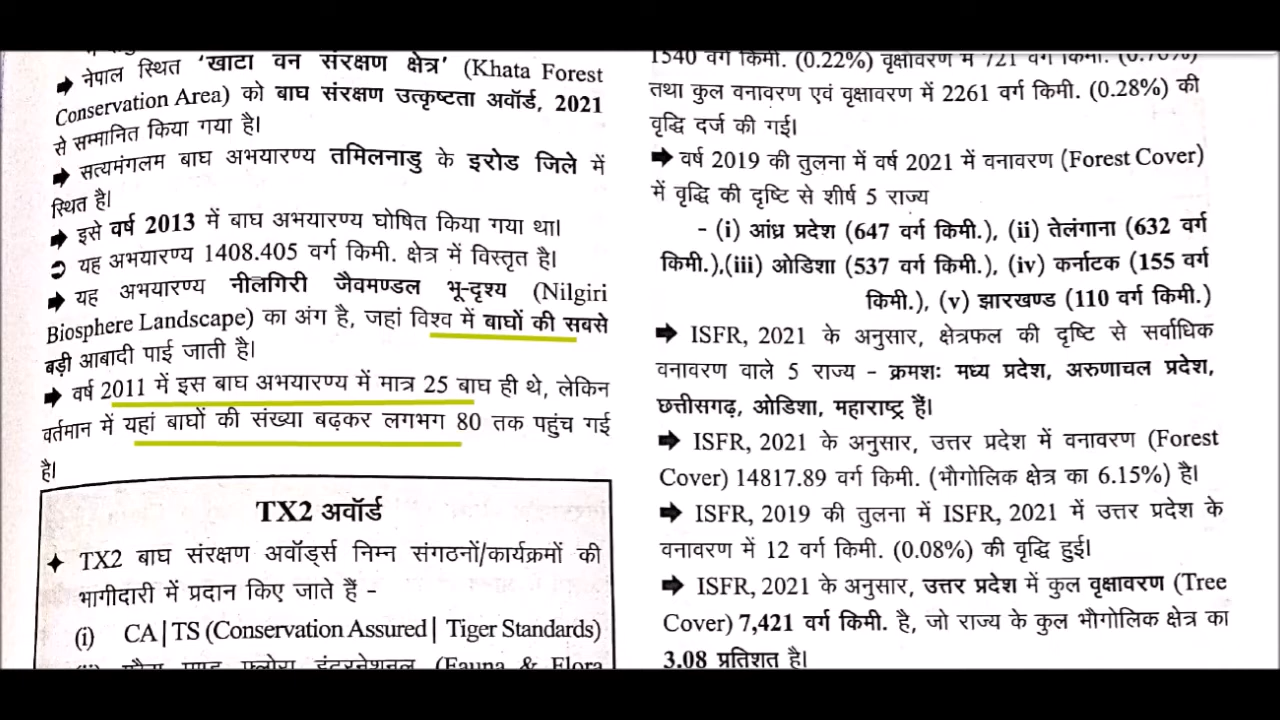 ➡ नेपाल स्थित 'खाटा वन संरक्षण क्षेत्र' (Khata Forest
Conservation Area) को बाघ संरक्षण उत्कृष्टता अवॉर्ड, 2021
से सम्मानित किया गया है।
➡ सत्यमंगलम बाघ अभयारण्य तमिलनाडु के इरोड जिले में
स्थित है।
➡ इसे वर्ष 2013 में बाघ अभयारण्य घोषित किया गया था।
➲ यह अभयारण्य 1408.405 वर्ग किमी. क्षेत्र में विस्तृत है।
➡ यह अभयारण्य नीलगिरी जैवमण्डल भू-दृश्य (Nilgiri
Biosphere Landscape) का अंग है, जहां विश्व में बाघों की सबसे
बड़ी आबादी पाई जाती है।
➡ वर्ष 2011 में इस बाघ अभयारण्य में मात्र 25 बाघ ही थे, लेकिन
वर्तमान में यहां बाघों की संख्या बढ़कर लगभग 80 तक पहुंच गई
है।
TX2 अवॉर्ड
✦ TX2 बाघ संरक्षण अवॉर्ड्स निम्न संगठनों/कार्यक्रमों की
भागीदारी में प्रदान किए जाते हैं -
(i) CA|TS (Conservation Assured| Tiger Standards)
इंटरनेशनल (Fauna & Flora
1540 वर्ग किमी. (0.22%) वृक्षावरण में 721 वर्ग किमी.
तथा कुल वनावरण एवं वृक्षावरण में 2261 वर्ग किमी. (0.28%) की
वृद्धि दर्ज की गई।
➡ वर्ष 2019 की तुलना में वर्ष 2021 में वनावरण (Forest Cover)
में वृद्धि की दृष्टि से शीर्ष 5 राज्य
- (i) आंध्र प्रदेश (647 वर्ग किमी.), (ii) तेलंगाना (632 वर्ग
किमी.),(iii) ओडिशा (537 वर्ग किमी.), (iv) कर्नाटक (155 वर्ग
किमी.), (v) झारखण्ड (110 वर्ग किमी.)
➡ ISFR, 2021 के अनुसार, क्षेत्रफल की दृष्टि से सर्वाधिक
वनावरण वाले 5 राज्य - क्रमशः मध्य प्रदेश, अरुणाचल प्रदेश,
छत्तीसगढ़, ओडिशा, महाराष्ट्र हैं।
➡ ISFR, 2021 के अनुसार, उत्तर प्रदेश में वनावरण (Forest
Cover) 14817.89 वर्ग किमी. (भौगोलिक क्षेत्र का 6.15%) है।
➡ ISFR, 2019 की तुलना में ISFR, 2021 में उत्तर प्रदेश के
वनावरण में 12 वर्ग किमी. (0.08%) की वृद्धि हुई।
➡ ISFR, 2021 के अनुसार, उत्तर प्रदेश में कुल वृक्षावरण (Tree
Cover) 7,421 वर्ग किमी. है, जो राज्य के कुल भौगोलिक क्षेत्र का
3.08 प्रतिशत है।